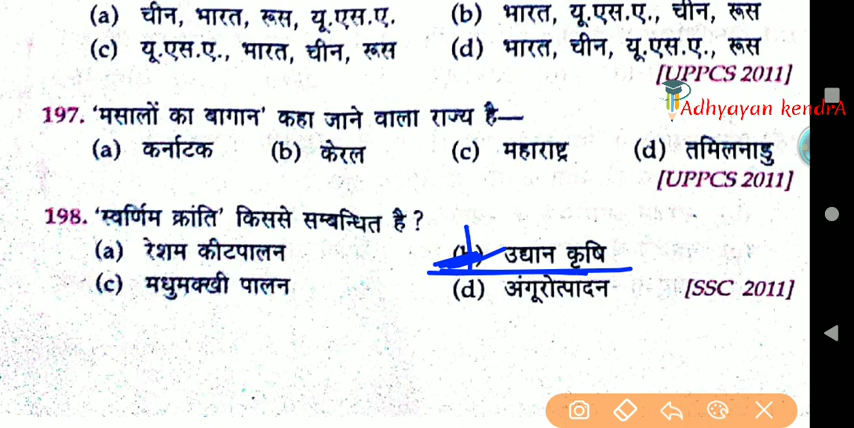 (a) चीन, भारत, रूस, यू.एस.ए. (b) भारत, यू.एस.ए., चीन, रूस
(c) यू.एस.ए., भारत, चीन, रूस (d) भारत, चीन, यू.एस.ए., रूस
[UPPCS 2011]
Adhyayan kendrA
197. 'मसालों का बागान' कहा जाने वाला राज्य है—
(a) कर्नाटक (b) केरल (c) महाराष्ट्र (d) तमिलनाडु
[UPPCS 2011]
198. 'स्वर्णिम क्रांति' किससे सम्बन्धित है ?
(a) रेशम कीटपालन (b) उद्यान कृषि
(c) मधुमक्खी पालन (d) अंगूरोत्पादन [SSC 2011]